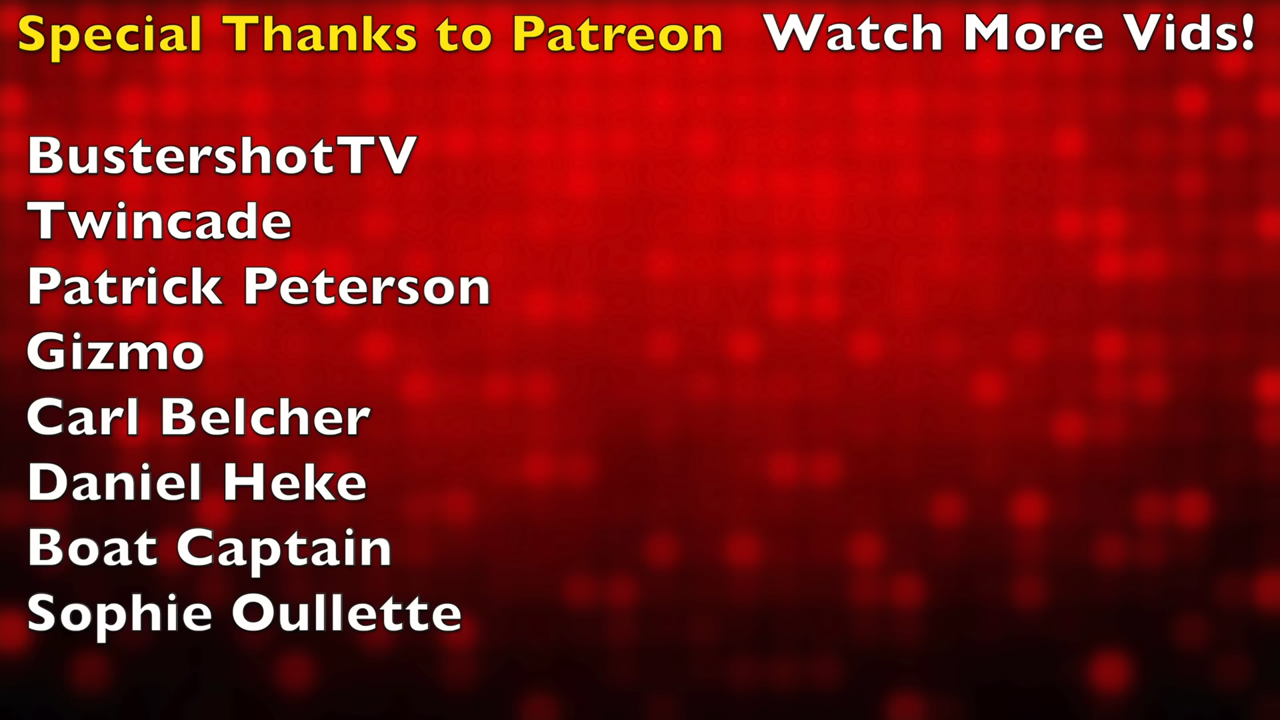 Special Thanks to Patreon
Watch More Vids!
BustershotTV
Twincade
Patrick Peterson
Gizmo
Carl Belcher
Daniel Heke
Boat Captain
Sophie Oullette